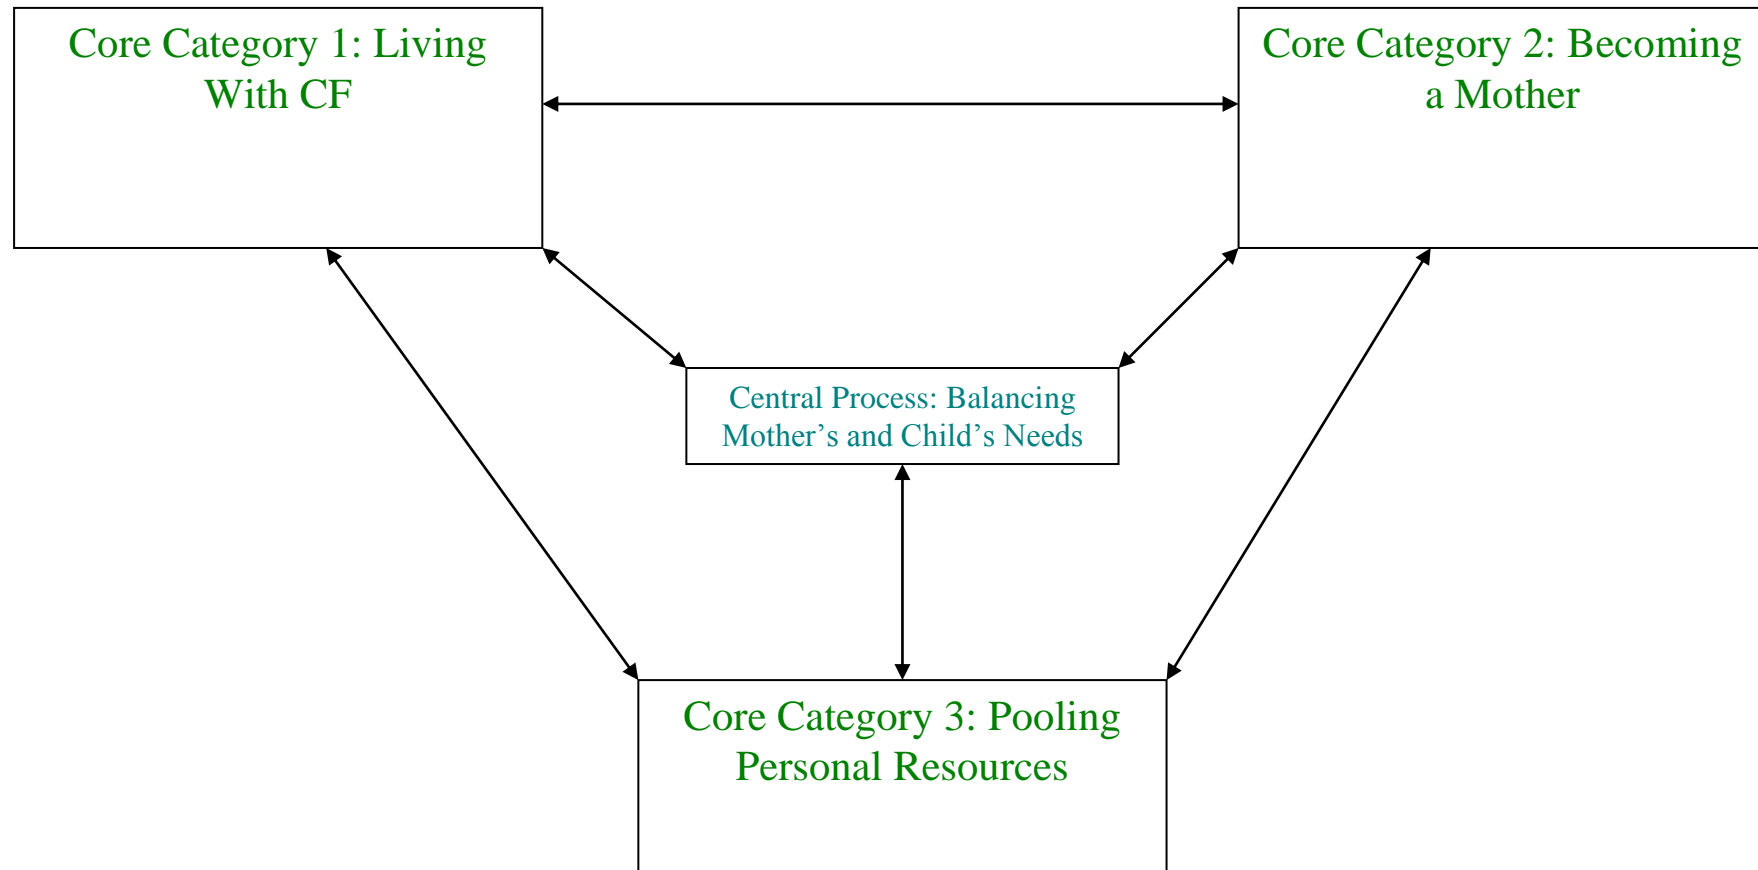 Core Category 1: Living
With CF
Core Category 2: Becoming
a Mother
Central Process: Balancing
Mother’s and Child’s Needs
Core Category 3: Pooling
Personal Resources